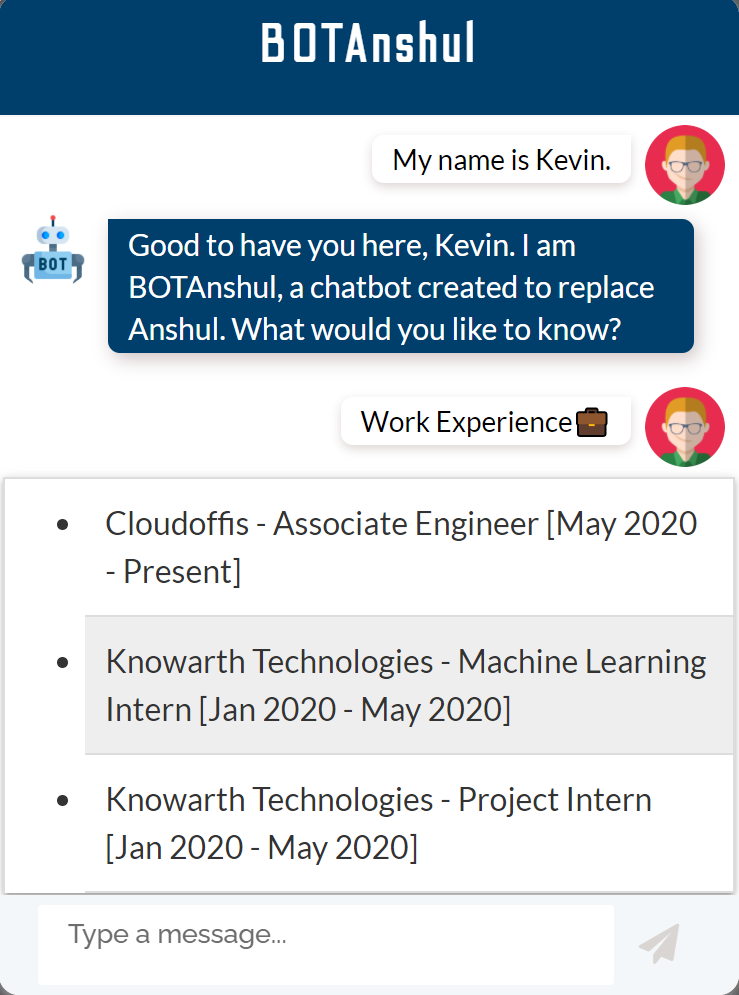 BOTAnshul
My name is Kevin.
BOT
Good to have you here, Kevin. I am
BOTAnshul, a chatbot created to replace
Anshul. What would you like to know?
Work Experience💼
• Cloudoffis - Associate Engineer [May 2020
- Present]
• Knowarth Technologies - Machine Learning
Intern [Jan 2020 - May 2020]
• Knowarth Technologies - Project Intern
[Jan 2020 - May 2020]
Type a message...